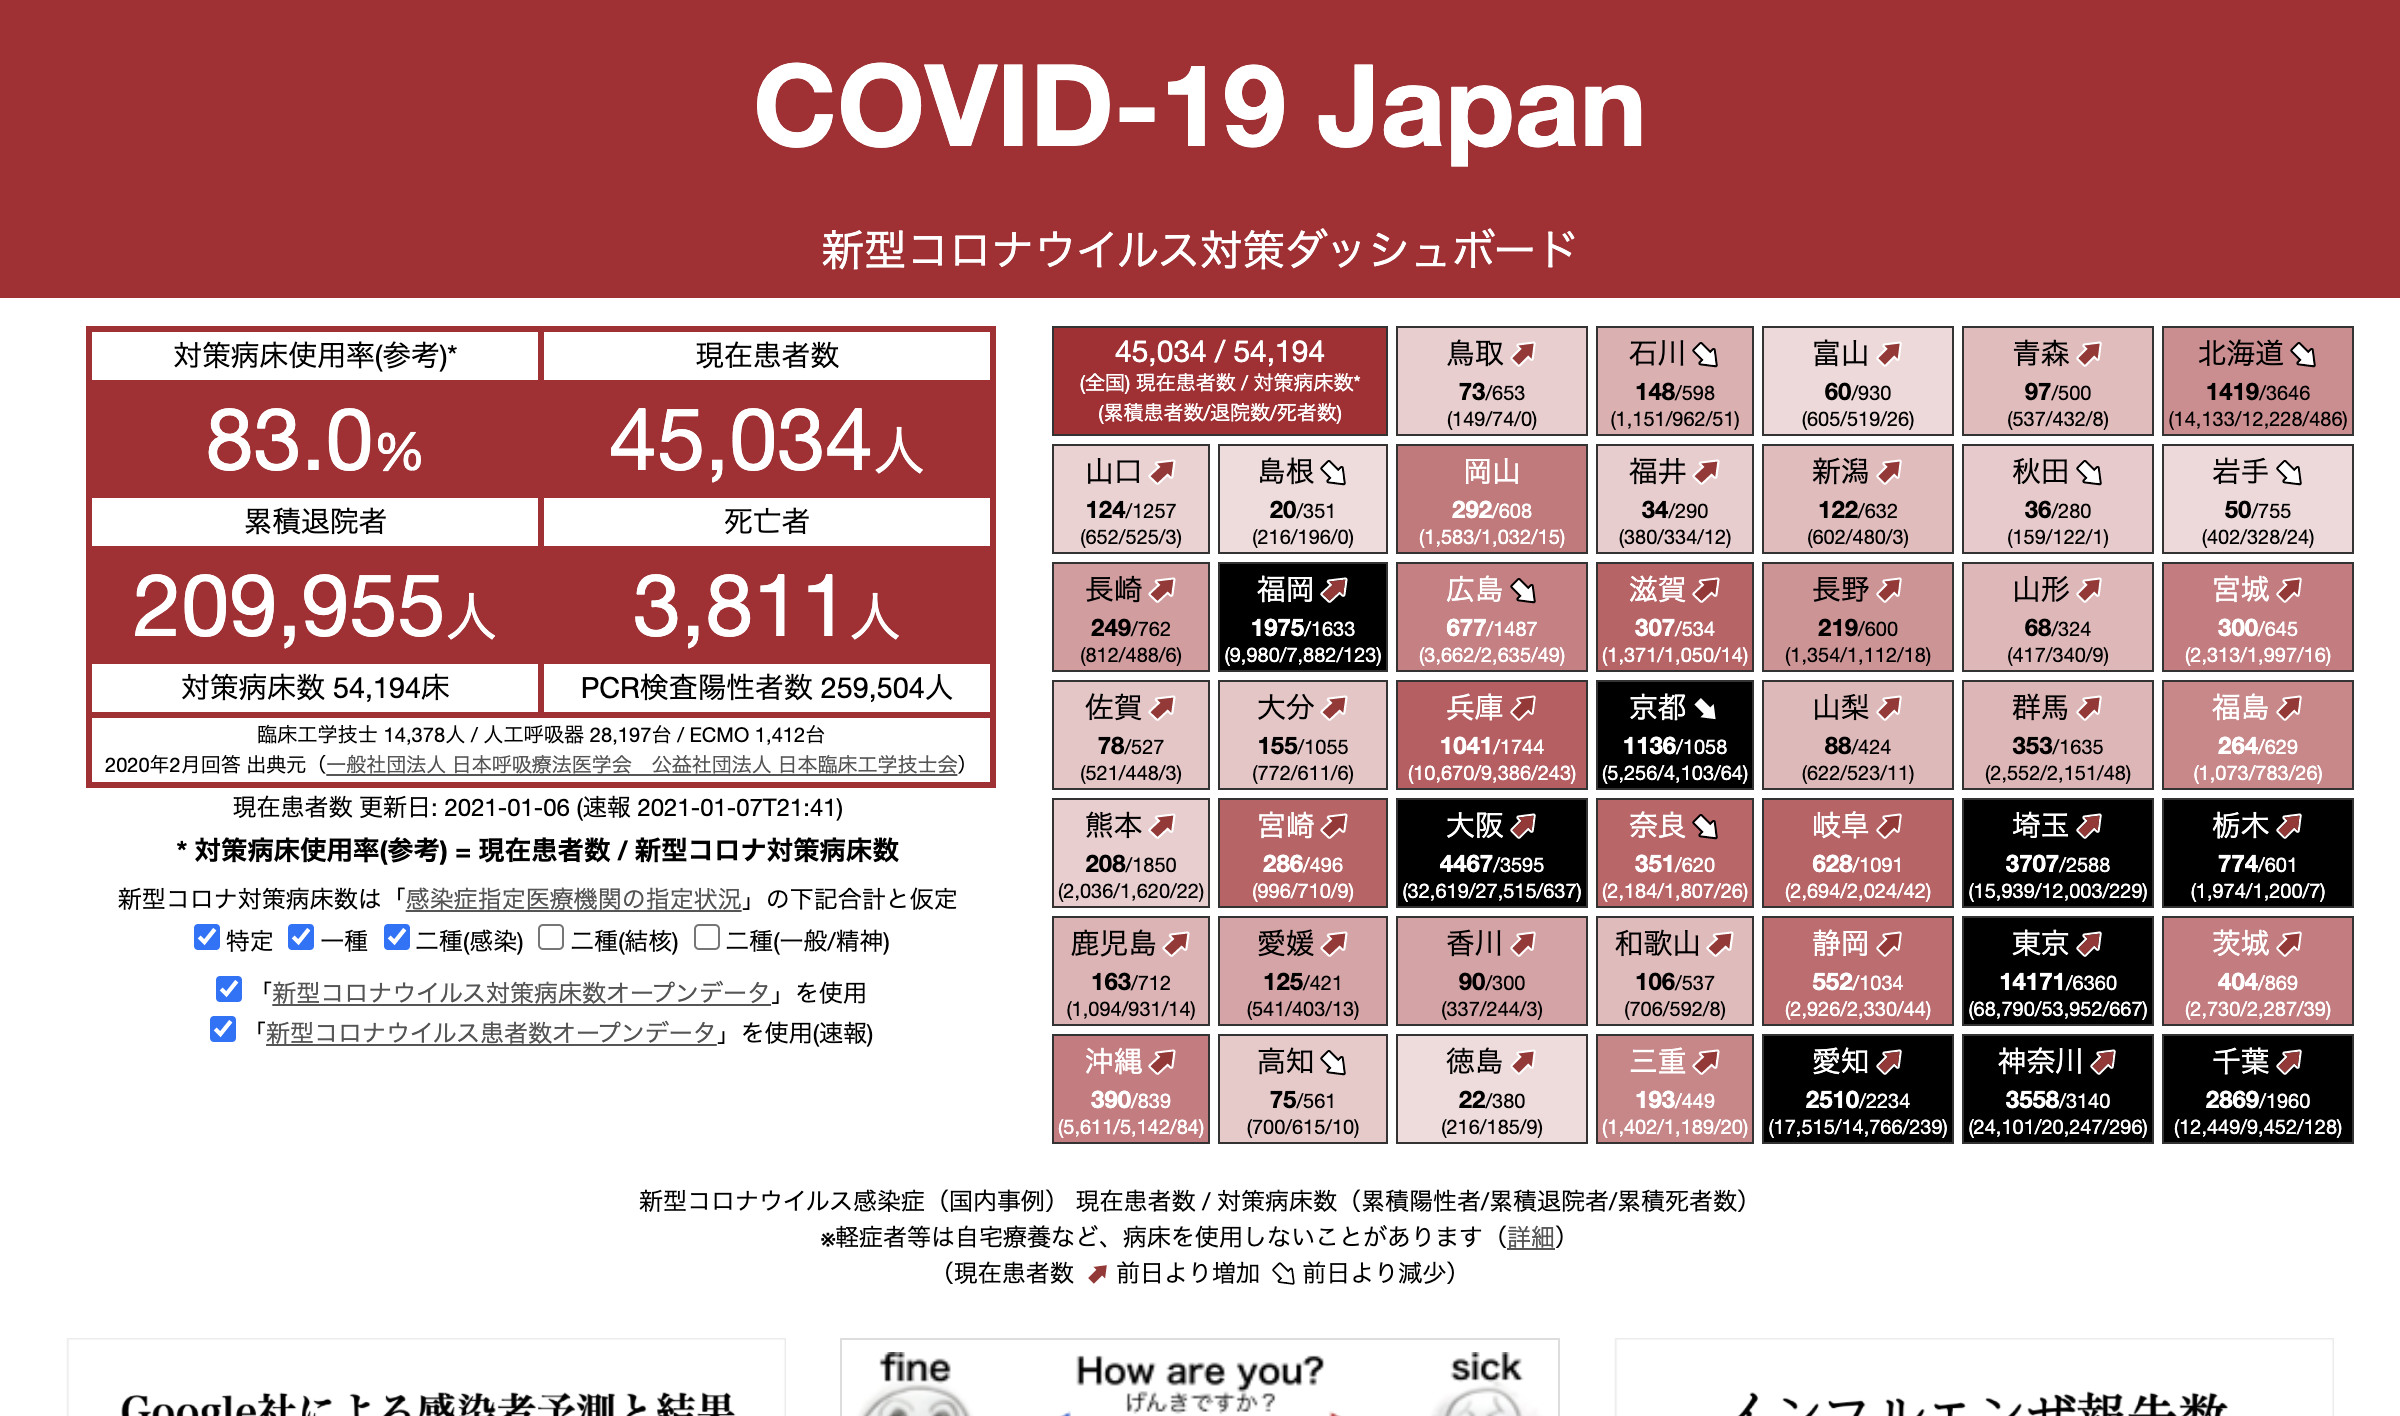 COVID-19 Japan
新型コロナウイルス対策ダッシュボード
対策病床使用率(参考)*
現在患者数
83.0%
45,034人
累積退院者
死亡者
209,955人
3,811人
対策病床数 54,194床
PCR検査陽性者数 259,504人
臨床工学技士 14,378人 / 人工呼吸器 28,197台 / ECMO 1,412台
2020年2月回答 出典元（一般社団法人 日本呼吸療法医学会　公益社団法人 日本臨床工学技士会）
現在患者数 更新日: 2021-01-06 (速報 2021-01-07T21:41)
* 対策病床使用率(参考) = 現在患者数 / 新型コロナ対策病床数
新型コロナ対策病床数は「感染症指定医療機関の指定状況」の下記合計と仮定
特定 一種 二種(感染) 二種(結核) 二種(一般/精神)
「新型コロナウイルス対策病床数オープンデータ」を使用
「新型コロナウイルス患者数オープンデータ」を使用(速報)
45,034 / 54,194
(全国) 現在患者数 / 対策病床数*
(累積患者数/退院数/死者数)
鳥取
73/653
(149/74/0)
石川
148/598
(1,151/962/51)
富山
60/930
(605/519/26)
青森
97/500
(537/432/8)
北海道
1419/3646
(14,133/12,228/486)
山口
124/1257
(652/525/3)
島根
20/351
(216/196/0)
岡山
292/608
(1,583/1,032/15)
福井
34/290
(380/334/12)
新潟
122/632
(602/480/3)
秋田
36/280
(159/122/1)
岩手
50/755
(402/328/24)
長崎
249/762
(812/488/6)
福岡
1975/1633
(9,980/7,882/123)
広島
677/1487
(3,662/2,635/49)
滋賀
307/534
(1,371/1,050/14)
長野
219/600
(1,354/1,112/18)
山形
68/324
(417/340/9)
宮城
300/645
(2,313/1,997/16)
佐賀
78/527
(521/448/3)
大分
155/1055
(772/611/6)
兵庫
1041/1744
(10,670/9,386/243)
京都
1136/1058
(5,256/4,103/64)
山梨
88/424
(622/523/11)
群馬
353/1635
(2,552/2,151/48)
福島
264/629
(1,073/783/26)
熊本
208/1850
(2,036/1,620/22)
宮崎
286/496
(996/710/9)
大阪
4467/3595
(32,619/27,515/637)
奈良
351/620
(2,184/1,807/26)
岐阜
628/1091
(2,694/2,024/42)
埼玉
3707/2588
(15,939/12,003/229)
栃木
774/601
(1,974/1,200/7)
鹿児島
163/712
(1,094/931/14)
愛媛
125/421
(541/403/13)
香川
90/300
(337/244/3)
和歌山
106/537
(706/592/8)
静岡
552/1034
(2,926/2,330/44)
東京
14171/6360
(68,790/53,952/667)
茨城
404/869
(2,730/2,287/39)
沖縄
390/839
(5,611/5,142/84)
高知
75/561
(700/615/10)
徳島
22/380
(216/185/9)
三重
193/449
(1,402/1,189/20)
愛知
2510/2234
(17,515/14,766/239)
神奈川
3558/3140
(24,101/20,247/296)
千葉
2869/1960
(12,449/9,452/128)
新型コロナウイルス感染症（国内事例） 現在患者数 / 対策病床数（累積陽性者/累積退院者/累積死者数）
※軽症者等は自宅療養など、病床を使用しないことがあります（詳細）
（現在患者数 前日より増加 前日より減少）
Google社による感染者予測と結果
fine
How are you?
げんきですか？
sick
インフルエンザ報告数